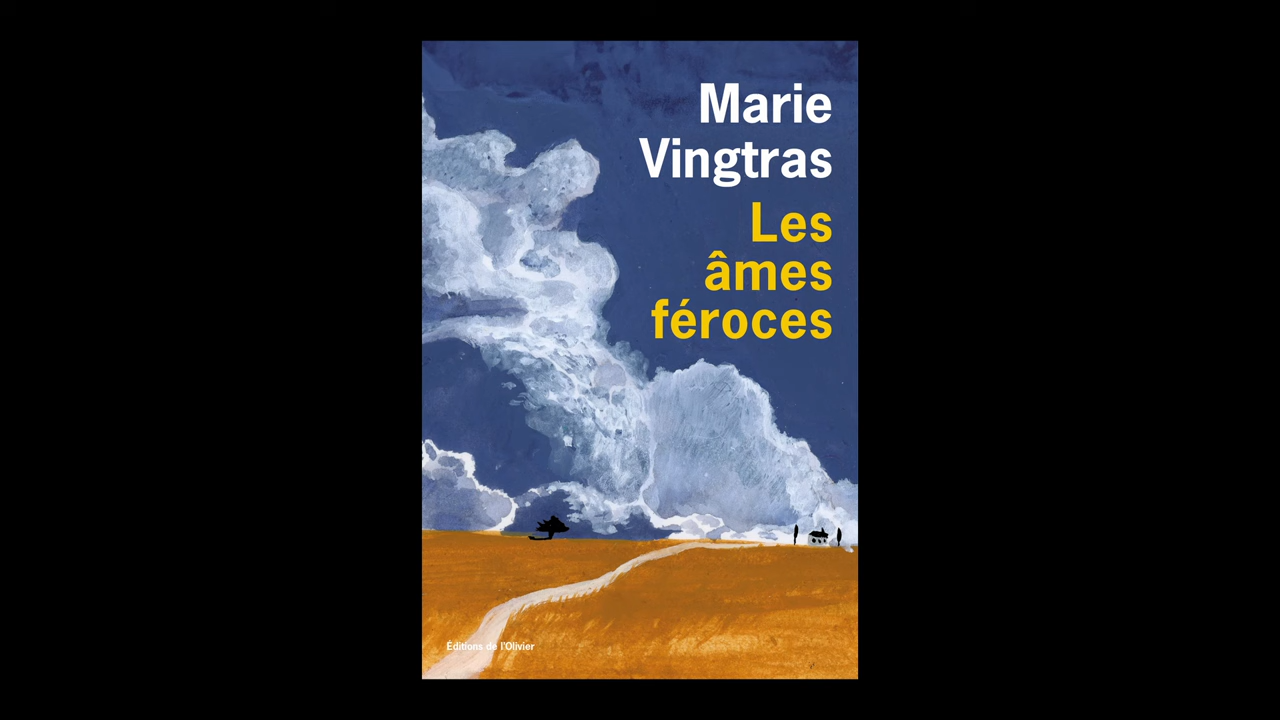 Marie
Vingtras
Les
âmes
féroces
Éditions de l'Olivier